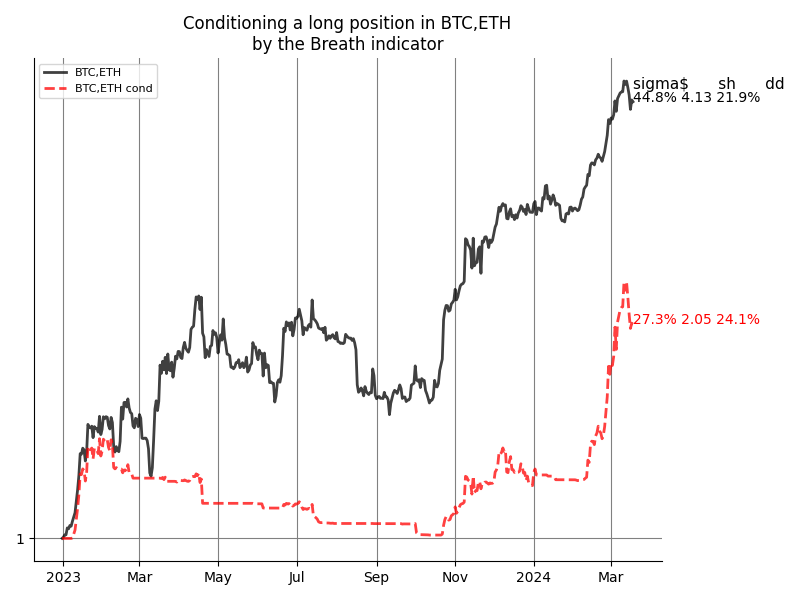 Conditioning a long position in BTC,ETH
by the Breath indicator
BTC,ETH
BTC,ETH cond
sigma$ sh dd
44.8% 4.13 21.9%
27.3% 2.05 24.1%
1
2023 Mar May Jul Sep Nov 2024 Mar